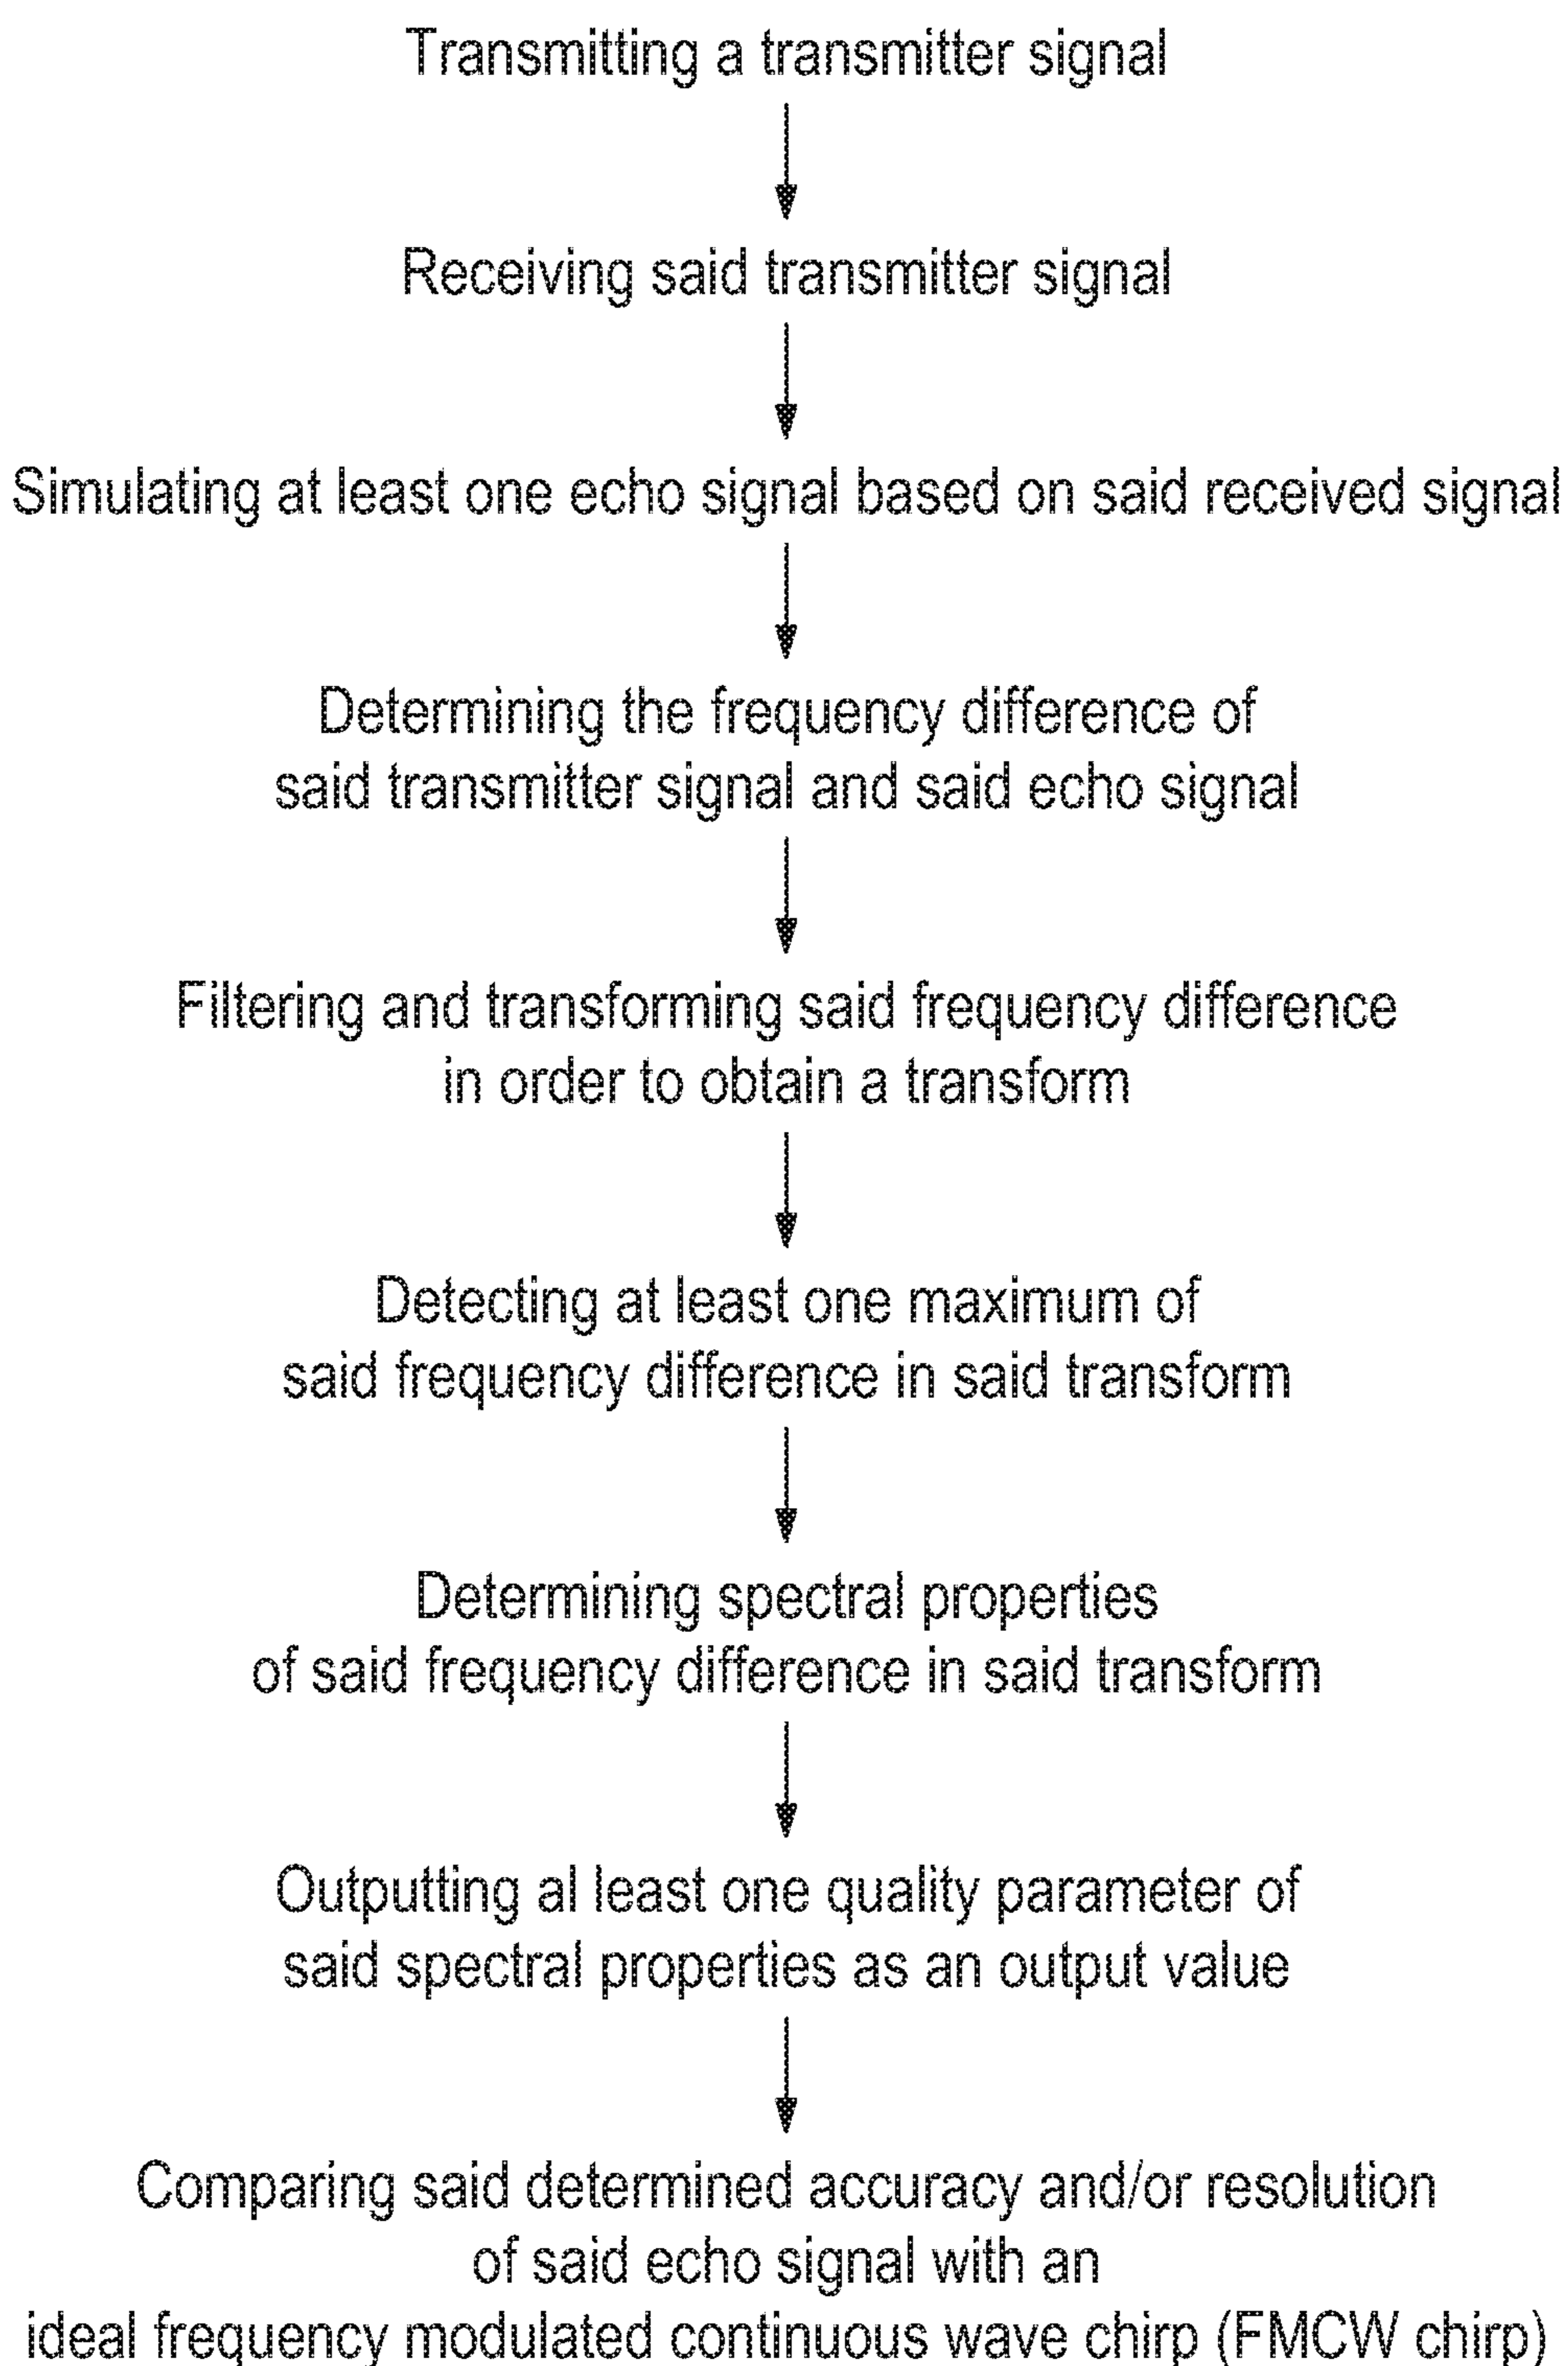 Transmitting a transmitter signal
Receiving said transmitter signal
Simulating at least one echo signal based on said received signal
Determining the frequency difference of
said transmitter signal and said echo signal
Filtering and transforming said frequency difference
in order to obtain a transform
Detecting at least one maximum of
said frequency difference in said transform
Determining spectral properties
of said frequency difference in said transform
Outputting al least one quality parameter of
said spectral properties as an output value
Comparing said determined accuracy and/or resolution
of said echo signal with an
ideal frequency modulated continuous wave chirp (FMCW chirp)